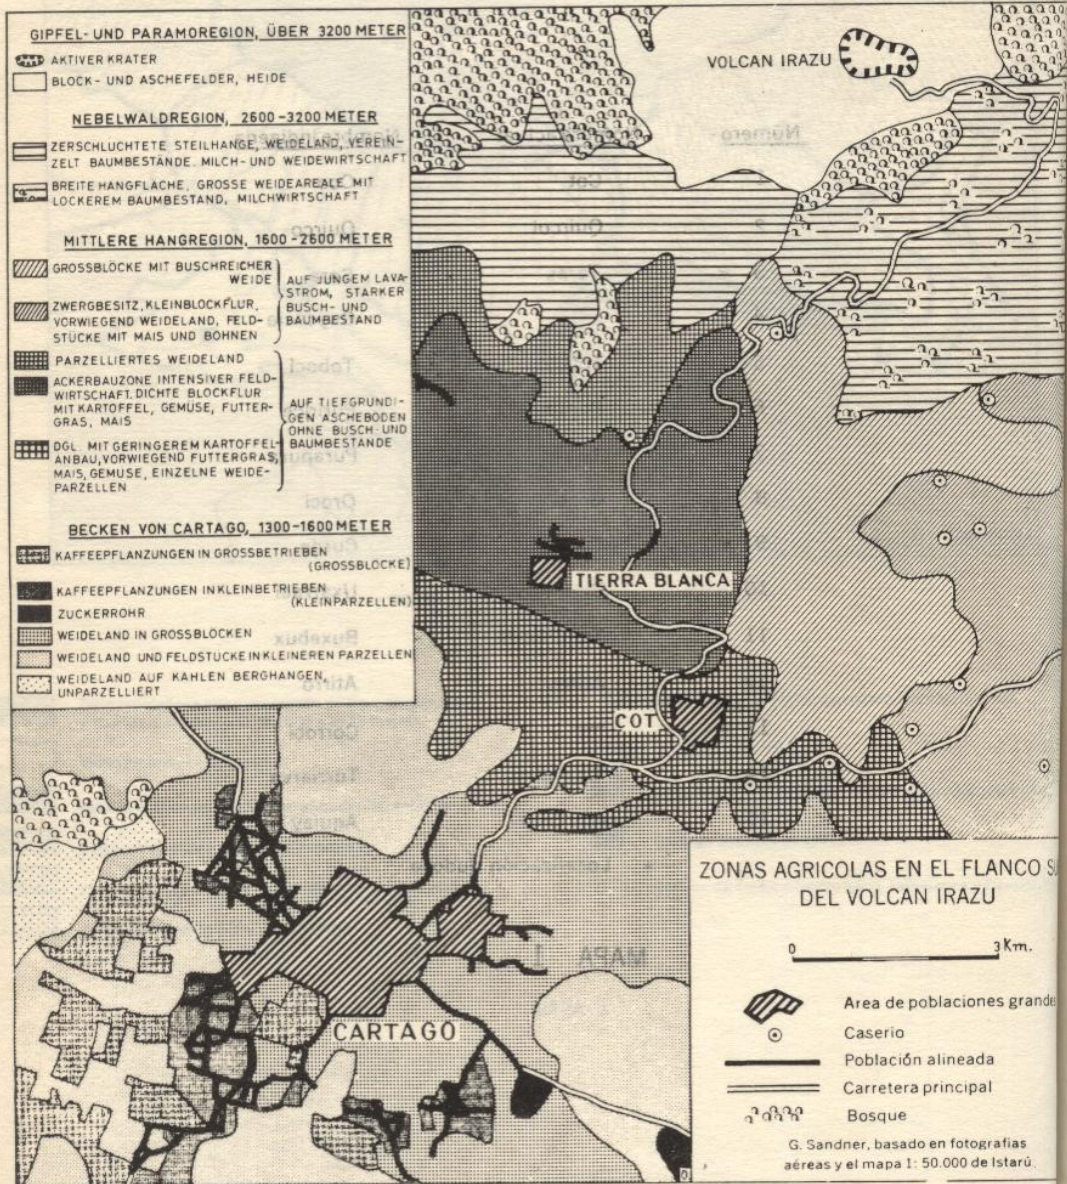 GIPFEL- UND PARAMOREGION, ÜBER 3200 METER
AKTIVER KRATER
BLOCK- UND ASCHEFELDER, HEIDE
NEBELWALDREGION, 2600-3200 METER
ZERSCHLUCHTETE STEILHANGE, WEIDELAND, VEREIN-
ZELT BAUMBESTÄNDE. MILCH- UND WEIDEWIRTSCHAFT
BREITE HANGFLÄCHE, GROSSE WEIDEAREALE MIT
LOCKEREM BAUMBESTAND, MILCHWIRTSCHAFT
MITTLERE HANGREGION, 1600-2600 METER
GROSSBLÖCKE MIT BUSCHREICHER
WEIDE
ZWERGBESITZ, KLEINBLOCKFLUR,
VORWIEGEND WEIDELAND, FELD-
STÜCKE MIT MAIS UND BOHNEN
AUF JUNGEM LAVA-
STROM, STARKER
BUSCH- UND
BAUMBESTAND
PARZELLIERTES WEIDELAND
ACKERBAUZONE INTENSIVER FELD-
WIRTSCHAFT. DICHTE BLOCKFLUR
MIT KARTOFFEL, GEMÜSE, FUTTER-
GRAS, MAIS
DGL. MIT GERINGEREM KARTOFFEL-
ANBAU, VORWIEGEND FUTTERGRAS,
MAIS, GEMUSE, EINZELNE WEIDE-
PARZELLEN
AUF TIEFGRUNDI-
GEN ASCHEBODEN
OHNE BUSCH- UND
BAUMBESTANDE
BECKEN VON CARTAGO, 1300-1600 METER
KAFFEEPFLANZUNGEN IN GROSSBETRIEBEN
(GROSSBLOCKE)
KAFFEEPFLANZUNGEN IN KLEINBETRIEBEN
(KLEINPARZELLEN)
ZUCKERROHR
WEIDELAND IN GROSSBLÖCKEN
WEIDELAND UND FELDSTUCKE IN KLEINEREN PARZELLEN
WEIDELAND AUF KAHLEN BERGHANGEN,
UNPARZELLIERT
VOLCAN IRAZU
TIERRA BLANCA
COT
CARTAGO
ZONAS AGRICOLAS EN EL FLANCO
DEL VOLCAN IRAZU
0 3 Km.
Area de poblaciones grande
Caserio
Población alineada
Carretera principal
Bosque
G. Sandner, basado en fotografias
aéreas y el mapa 1: 50.000 de Istarú.